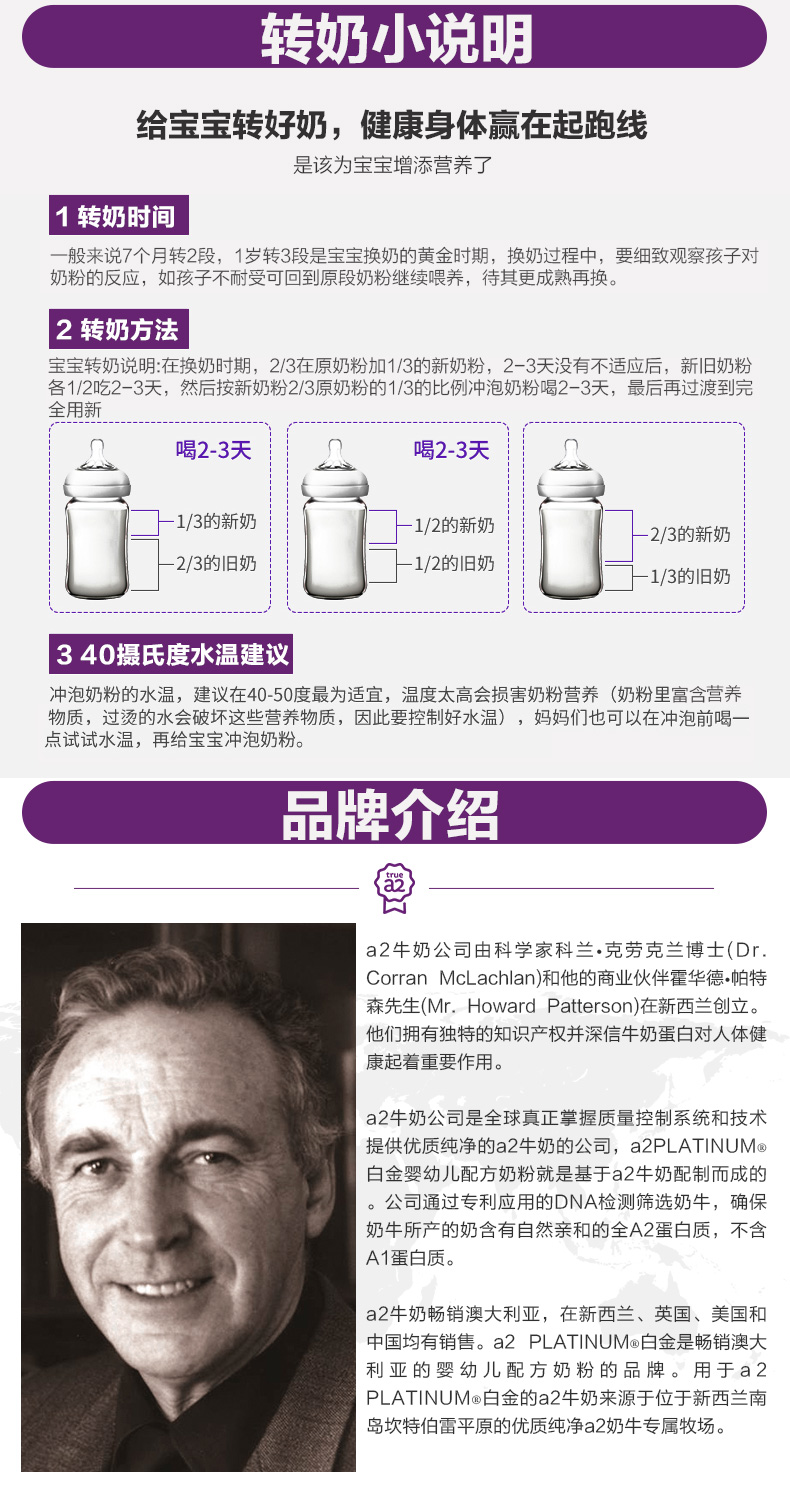 转奶小说明
给宝宝转好奶，健康身体赢在起跑线
是该为宝宝增添营养了
1 转奶时间
一般来说7个月转2段，1岁转3段是宝宝换奶的黄金时期，换奶过程中，要细致观察孩子对
奶粉的反应，如孩子不耐受可回到原段奶粉继续喂养，待其更成熟再换。
2 转奶方法
宝宝转奶说明:在换奶时期，2/3在原奶粉加1/3的新奶粉，2-3天没有不适应后，新旧奶粉
各1/2吃2-3天，然后按新奶粉2/3原奶粉的1/3的比例冲泡奶粉喝2-3天，最后再过渡到完
全用新
喝2-3天
1/3的新奶
2/3的旧奶
喝2-3天
1/2的新奶
1/2的旧奶
2/3的新奶
1/3的旧奶
3 40摄氏度水温建议
冲泡奶粉的水温，建议在40-50度最为适宜，温度太高会损害奶粉营养（奶粉里富含营养
物质，过烫的水会破坏这些营养物质，因此要控制好水温），妈妈们也可以在冲泡前喝一
点试试水温，再给宝宝冲泡奶粉。
品牌介绍
true
a2
a2牛奶公司由科学家科兰•克劳克兰博士(Dr.
Corran McLachlan)和他的商业伙伴霍华德•帕特
森先生(Mr. Howard Patterson)在新西兰创立。
他们拥有独特的知识产权并深信牛奶蛋白对人体健
康起着重要作用。
a2牛奶公司是全球真正掌握质量控制系统和技术
提供优质纯净的a2牛奶的公司，a2PLATINUM®
白金婴幼儿配方奶粉就是基于a2牛奶配制而成的
。公司通过专利应用的DNA检测筛选奶牛，确保
奶牛所产的奶含有自然亲和的全A2蛋白质，不含
A1蛋白质。
a2牛奶畅销澳大利亚，在新西兰、英国、美国和
中国均有销售。a2 PLATINUM®白金是畅销澳大
利亚的婴幼儿配方奶粉的品牌。用于a2
PLATINUM®白金的a2牛奶来源于位于新西兰南
岛坎特伯雷平原的优质纯净a2奶牛专属牧场。